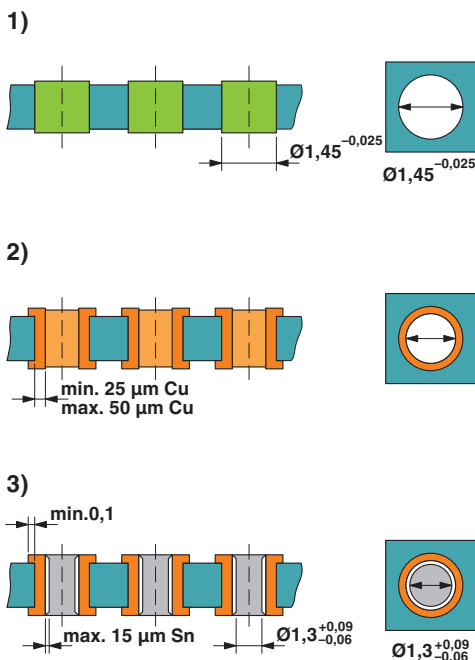 1)
Ø1,45 –0,025
Ø1,45 –0,025
2)
min. 25 µm Cu
max. 50 µm Cu
3)
min.0,1
max. 15 µm Sn
Ø1,3 +0,09 –0,06
Ø1,3 +0,09 –0,06